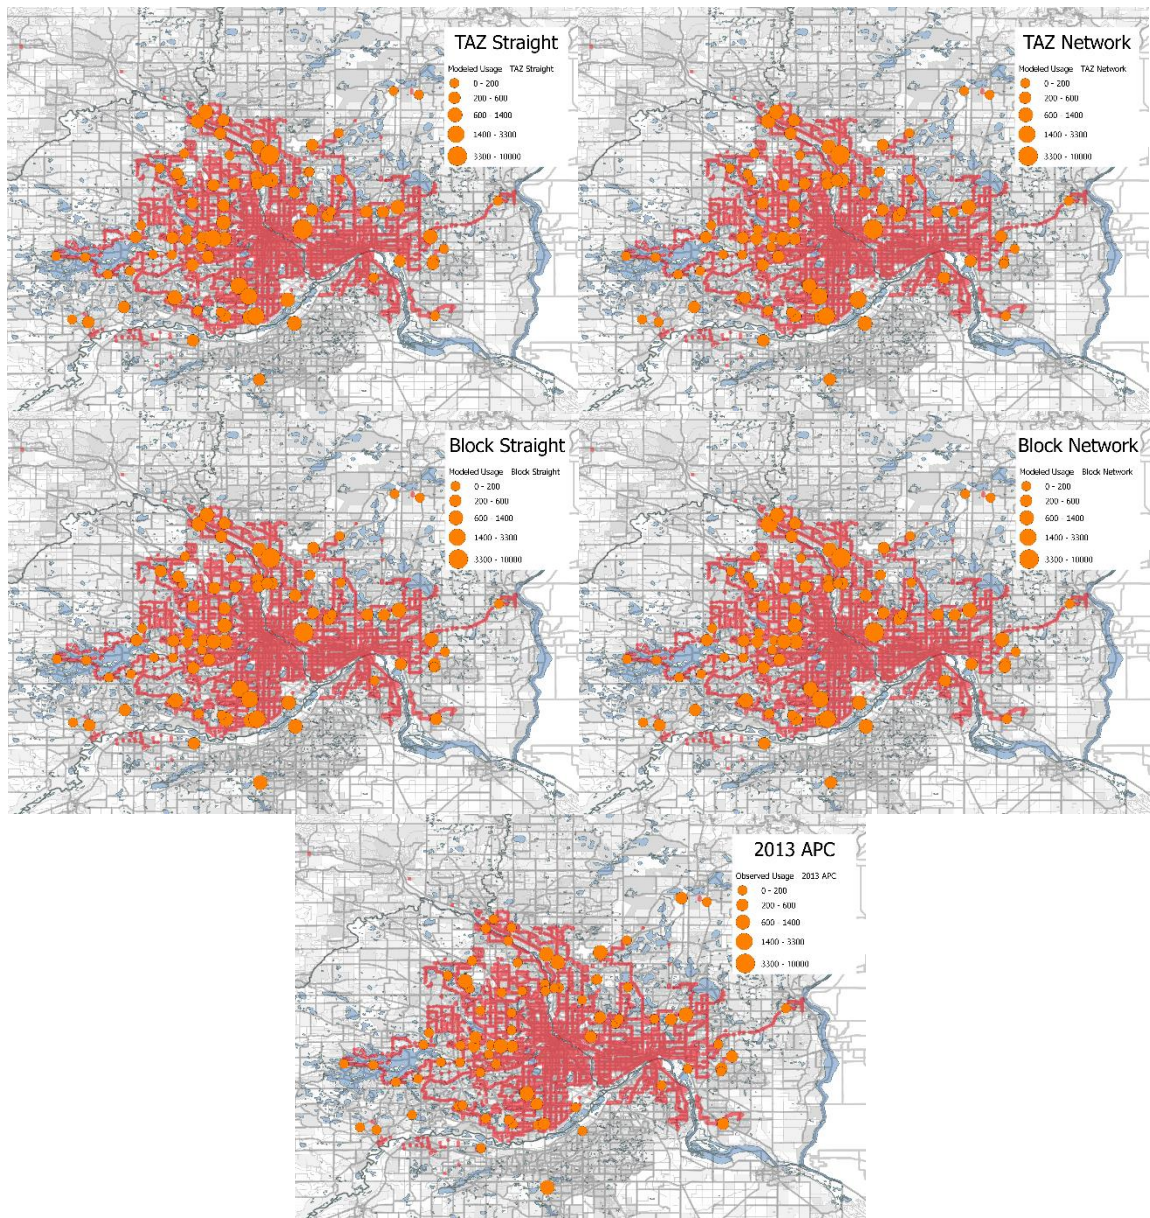 TAZ Straight
Modeled Usage TAZ Straight
0 - 200
200 - 600
600 - 1400
1400 - 3300
3300 - 10000
TAZ Network
Modeled Usage TAZ Network
0 - 200
200 - 600
600 - 1400
1400 - 3300
3300 - 10000
Block Straight
Modeled Usage Block Straight
0 - 200
200 - 600
600 - 1400
1400 - 3300
3300 - 10000
Block Network
Modeled Usage Block Network
0 - 200
200 - 600
600 - 1400
1400 - 3300
3300 - 10000
2013 APC
Observed Usage 2013 APC
0 - 200
200 - 600
600 - 1400
1400 - 3300
3300 - 10000